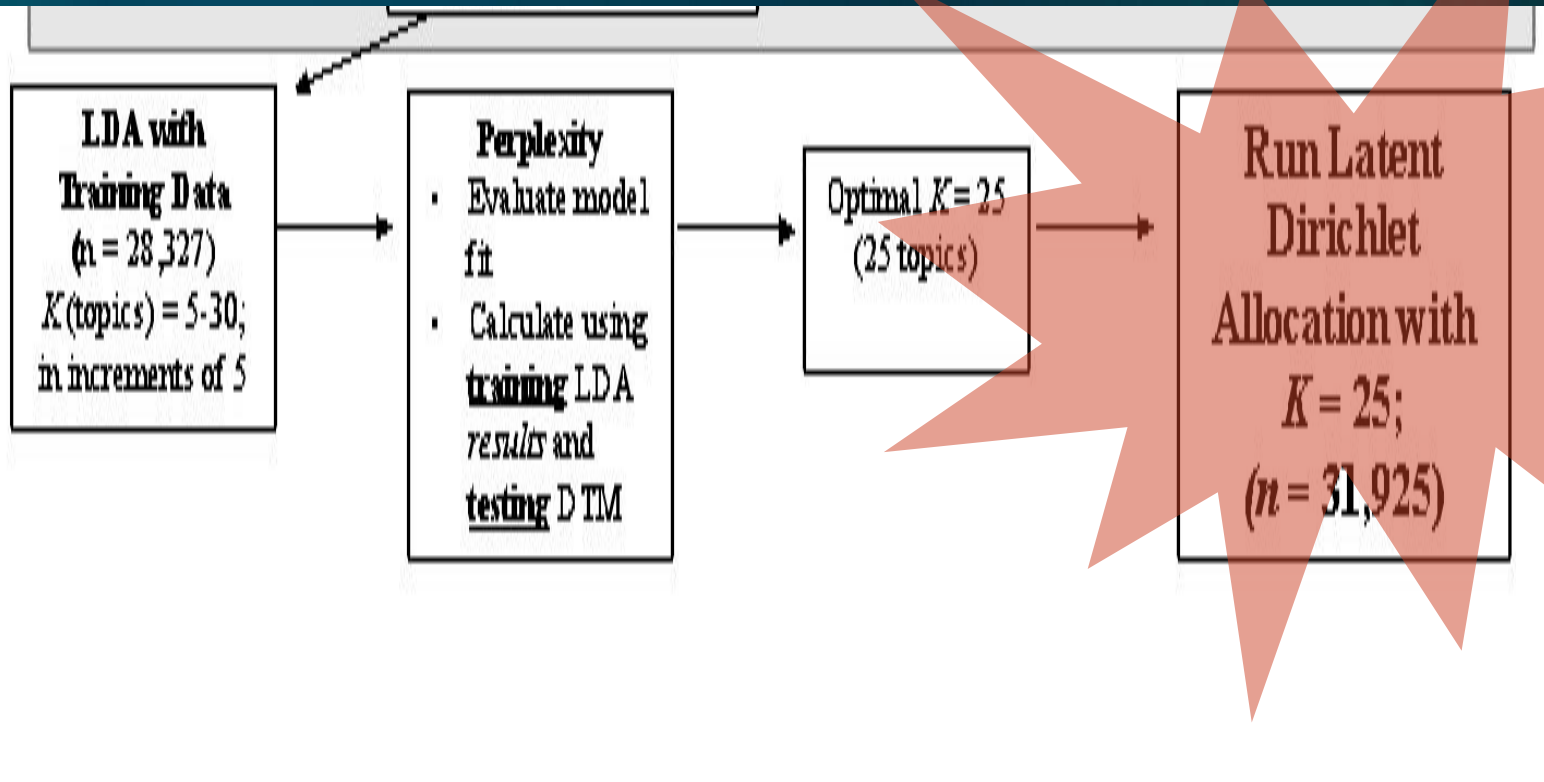 LDA with
Training Data
(n = 28,327)
K (topics) = 5-30;
in increments of 5
Perplexity
· Evaluate model
fit
· Calculate using
training LDA
results and
testing DTM
Optimal K = 25
(25 topics)
Run Latent
Dirichlet
Allocation with
K = 25;
(n = 31,925)